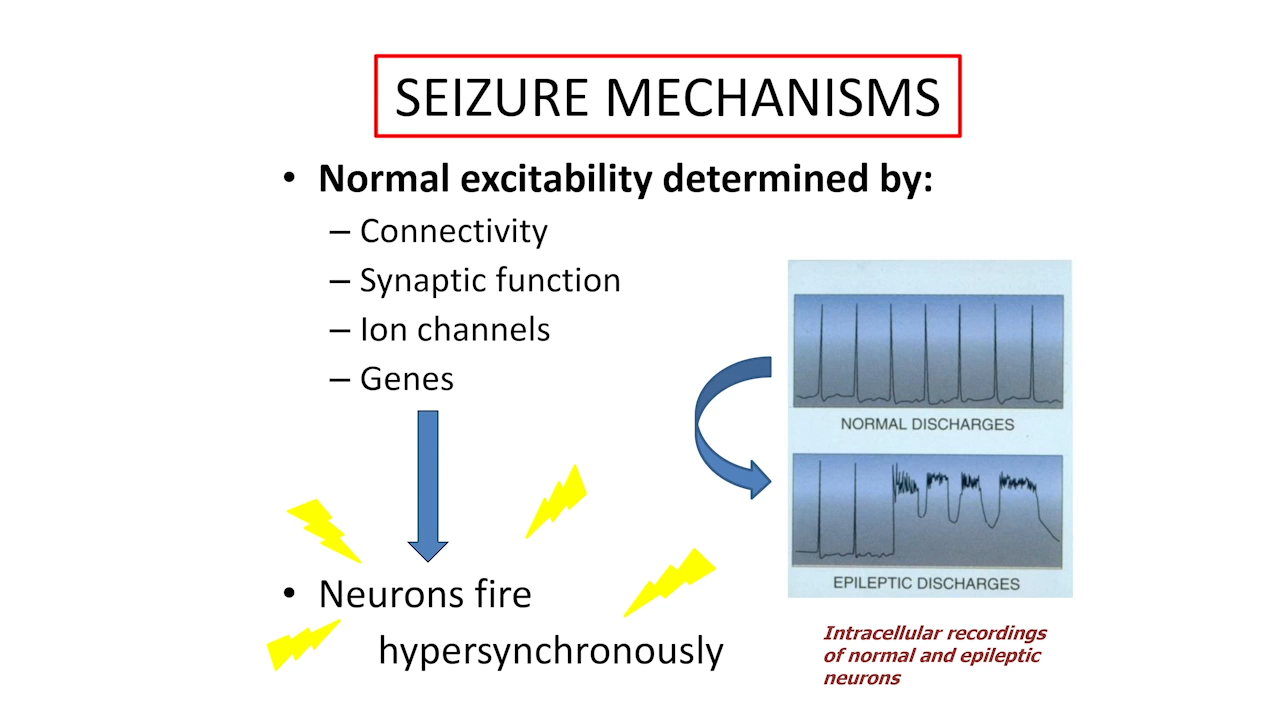 SEIZURE MECHANISMS
• Normal excitability determined by:
– Connectivity
– Synaptic function
– Ion channels
– Genes
• Neurons fire
hypersynchronously
NORMAL DISCHARGES
EPILEPTIC DISCHARGES
Intracellular recordings
of normal and epileptic
neurons